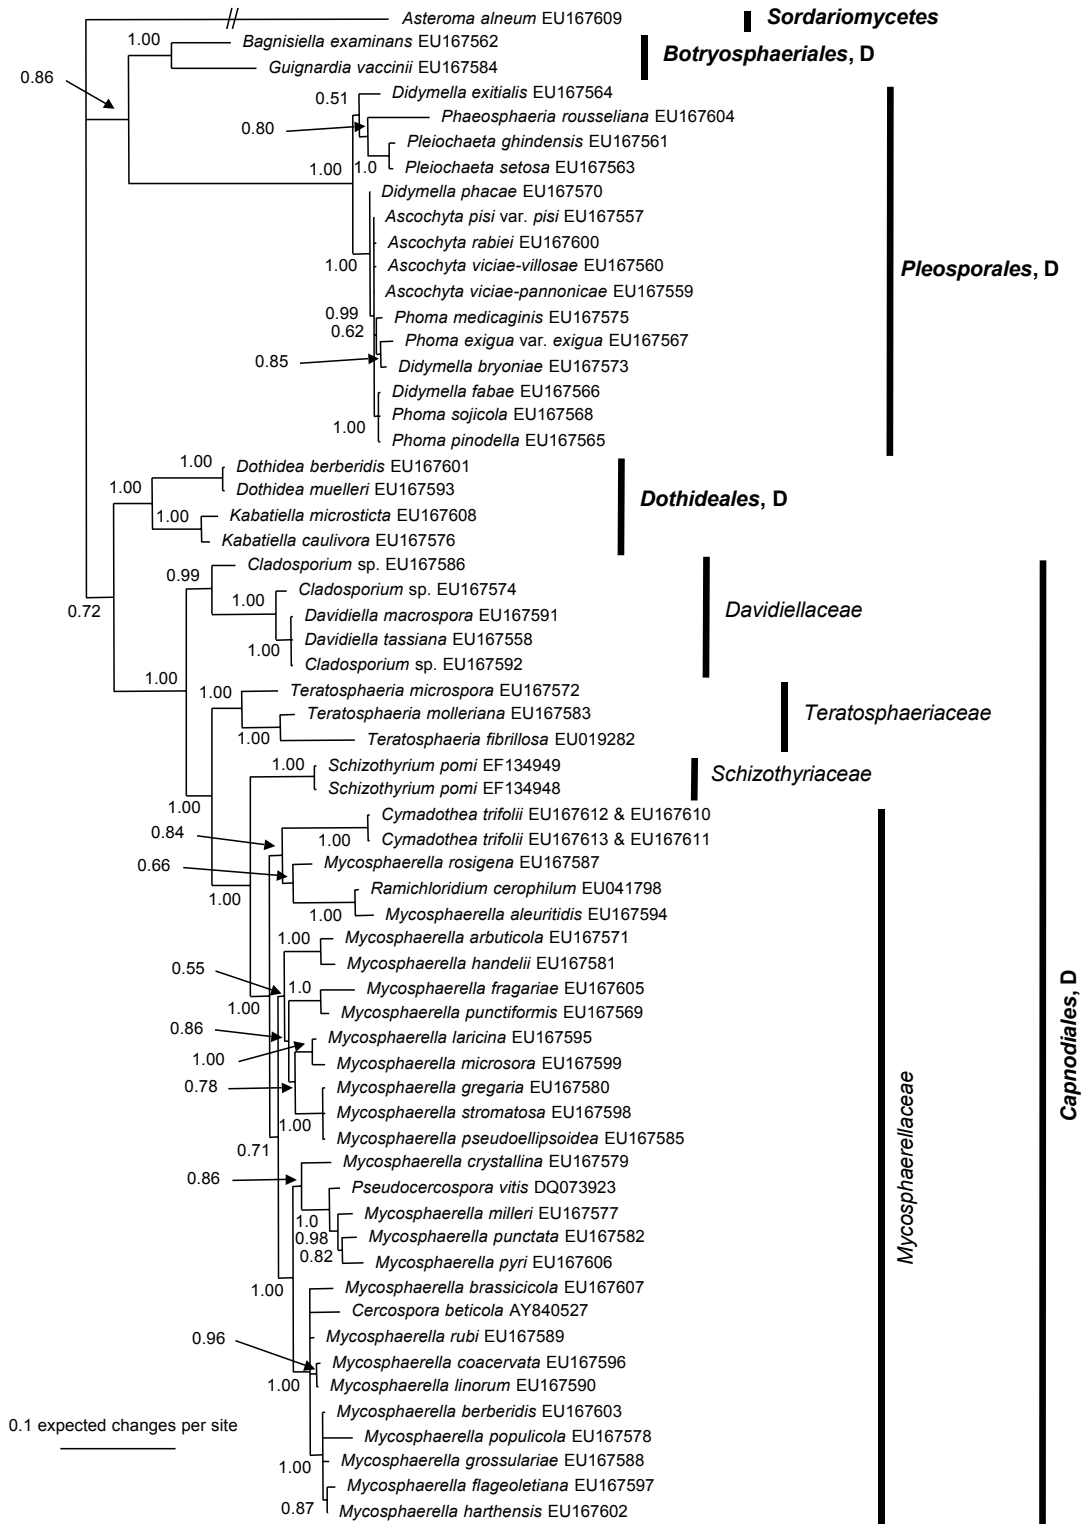 Asteroma alneum EU167609
Sordariomycetes
1.00
Bagnisiella examinans EU167562
Botryosphaeriales, D
Guignardia vaccinii EU167584
0.86
Didymella exitialis EU167564
0.51
Phaeosphaeria rousseliana EU167604
0.80
Pleiochaeta ghindensis EU167561
1.00
1.0
Pleiochaeta setosa EU167563
Didymella phacae EU167570
Ascochyta pisi var. pisi EU167557
Ascochyta rabiei EU167600
Ascochyta viciae-villosae EU167560
1.00
Pleosporales, D
Ascochyta viciae-pannonicae EU167559
0.99
Phoma medicaginis EU167575
0.62
Phoma exigua var. exigua EU167567
0.85
Didymella bryoniae EU167573
Didymella fabae EU167566
Phoma sojicola EU167568
1.00
Phoma pinodella EU167565
1.00
Dothidea berberidis EU167601
1.00
Dothidea muelleri EU167593
Dothideales, D
1.00
Kabatiella microsticta EU167608
Kabatiella caulivora EU167576
Cladosporium sp. EU167586
0.99
Cladosporium sp. EU167574
1.00
0.72
Davidiella macrospora EU167591
Davidiellaceae
Davidiella tassiana EU167558
1.00
Cladosporium sp. EU167592
1.00
1.00
Teratosphaeria microspora EU167572
Teratosphaeria molleriana EU167583
Teratosphaeriaceae
1.00
Teratosphaeria fibrillosa EU019282
1.00
Schizothyrium pomi EF134949
Schizothyriaceae
Schizothyrium pomi EF134948
1.00
Cymadothea trifolii EU167612 & EU167610
0.84
1.00
Cymadothea trifolii EU167613 & EU167611
0.66
Mycosphaerella rosigena EU167587
Ramichloridium cerophilum EU041798
1.00
1.00
Mycosphaerella aleuritidis EU167594
1.00
Mycosphaerella arbuticola EU167571
0.55
Mycosphaerella handelii EU167581
1.0
Mycosphaerella fragariae EU167605
1.00
Mycosphaerella punctiformis EU167569
0.86
Mycosphaerella laricina EU167595
1.00
Mycosphaerella microsora EU167599
0.78
Mycosphaerella gregaria EU167580
Mycosphaerella stromatosa EU167598
1.00
Mycosphaerella pseudoellipsoidea EU167585
0.71
Mycosphaerella crystallina EU167579
0.86
Pseudocercospora vitis DQ073923
Mycosphaerella milleri EU167577
1.0
0.98
Mycosphaerella punctata EU167582
0.82
Mycosphaerella pyri EU167606
Mycosphaerellaceae
Capnodiales, D
1.00
Mycosphaerella brassicicola EU167607
Cercospora beticola AY840527
0.96
Mycosphaerella rubi EU167589
Mycosphaerella coacervata EU167596
1.00
Mycosphaerella linorum EU167590
Mycosphaerella berberidis EU167603
0.1 expected changes per site
Mycosphaerella populicola EU167578
Mycosphaerella grossulariae EU167588
1.00
Mycosphaerella flageoletiana EU167597
0.87
Mycosphaerella harthensis EU167602